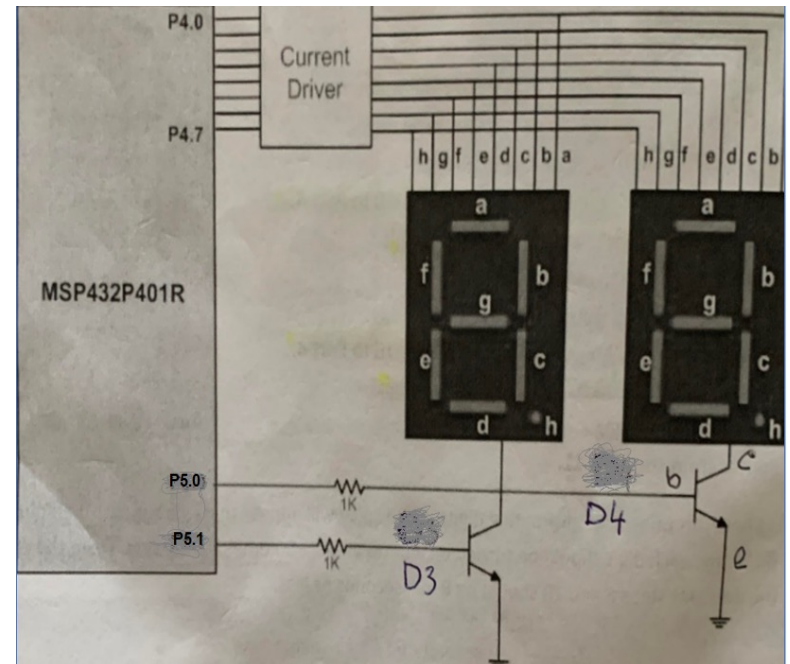 P4.0
Current
Driver
P4.7
h g f e d c b a
h g f e d c b
a
a
f
b
f
b
MSP432P401R
g
g
e
c
e
c
d
h
d
h
P5.0
1K
D4
b
c
P5.1
1K
D3
e